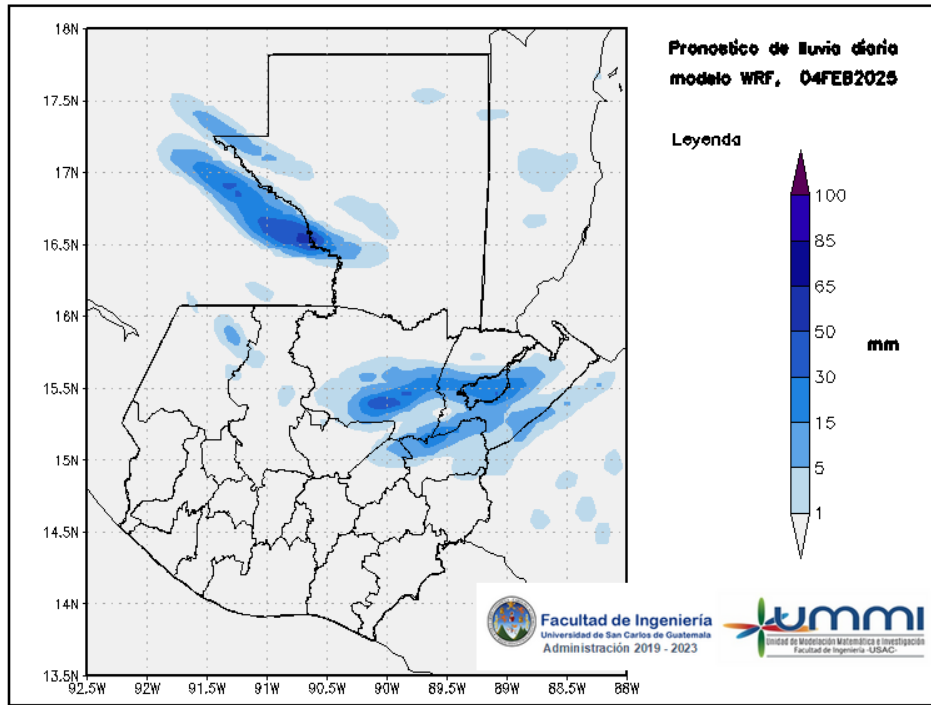 Pronostico de lluvia diaria
modelo WRF, 04FEB2025
Leyenda
100
85
65
50
30
15
5
1
mm
18N
17.5N
17N
16.5N
16N
15.5N
15N
14.5N
14N
13.5N
92.5W
92W
91.5W
91W
90.5W
90W
89.5W
89W
88.5W
88W
Facultad de Ingeniería
Universidad de San Carlos de Guatemala
Administración 2019 - 2023
ummi
Unidad de Modelación Matemática e Investigación
Facultad de Ingeniería -USAC-